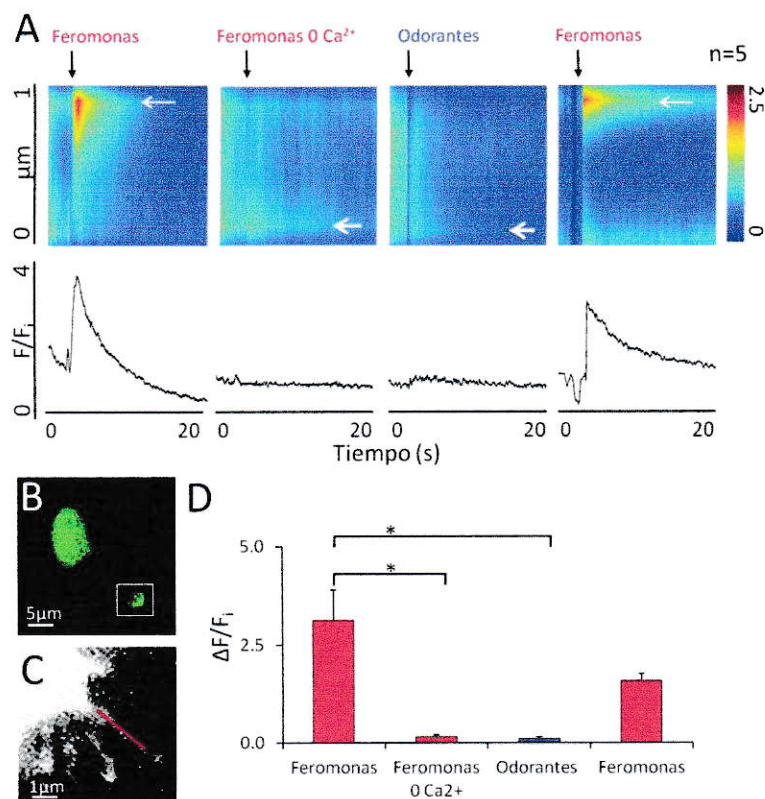 A
Feromonas
Feromonas 0 Ca²⁺
Odorantes
Feromonas
n=5
1
µm
0
2.5
0
4
F/Fᵢ
0
0
20
0
20
0
20
0
20
Tiempo (s)
B
5µm
C
1µm
D
*
*
5.0
ΔF/Fᵢ
2.5
0.0
Feromonas
Feromonas
0 Ca2+
Odorantes
Feromonas